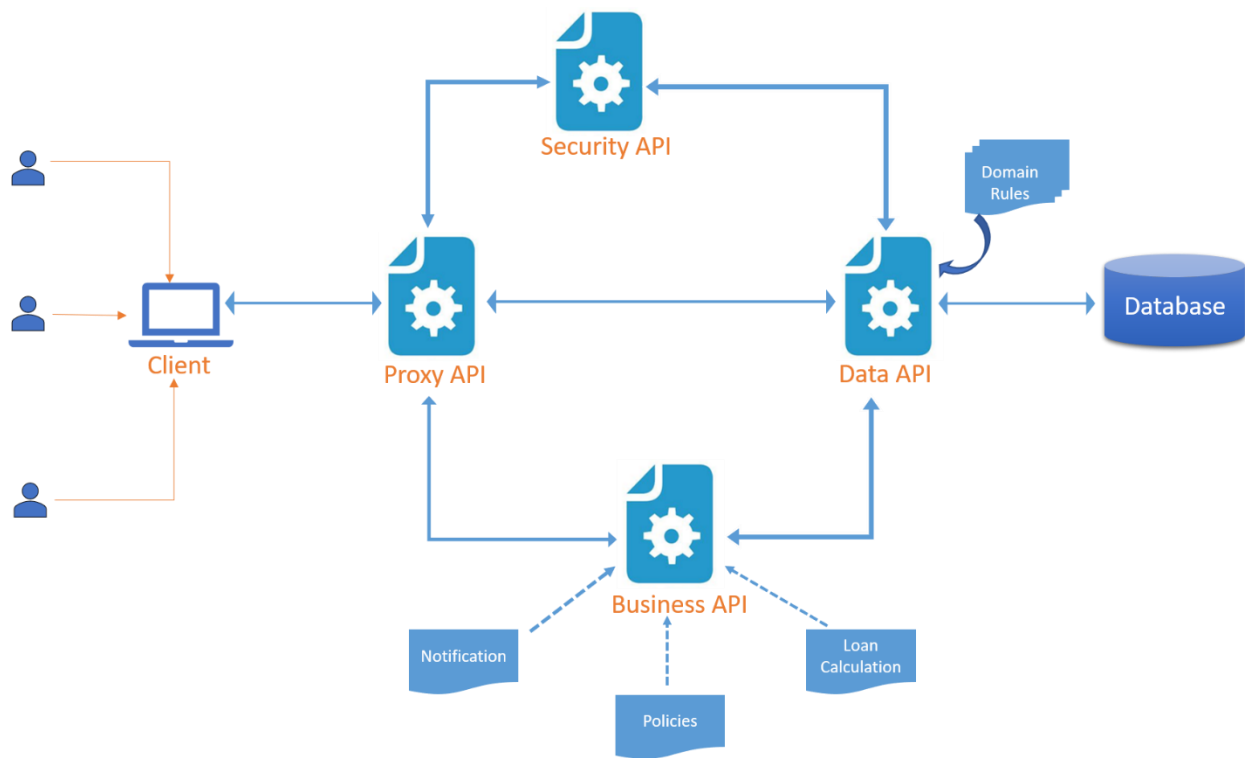 Security API
Domain
Rules
Database
Client
Proxy API
Data API
Business API
Notification
Loan
Calculation
Policies